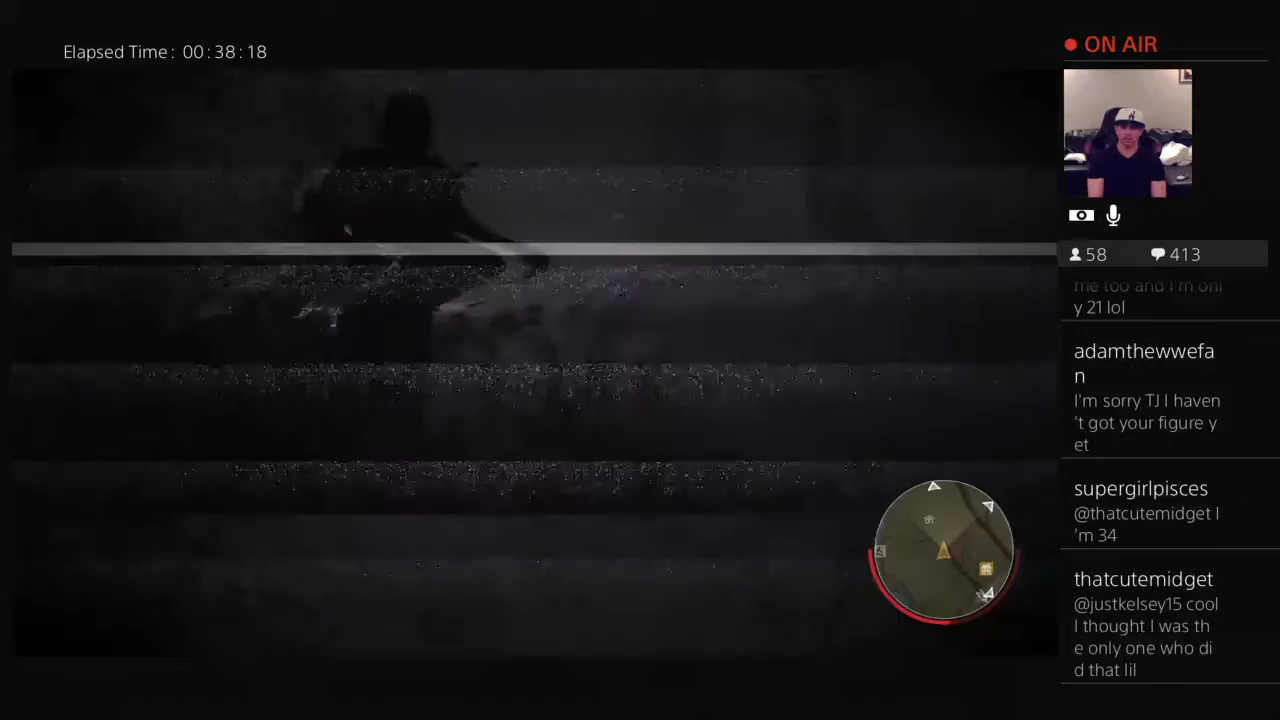 Elapsed Time: 00:38:18
ON AIR
58 413
me too and I'm onl
y 21 lol
adamthewwefa
n
I'm sorry TJ I haven
't got your figure y
et
supergirlpisces
@thatcutemidget I
'm 34
thatcutemidget
@justkelsey15 cool
I thought I was th
e only one who di
d that lil